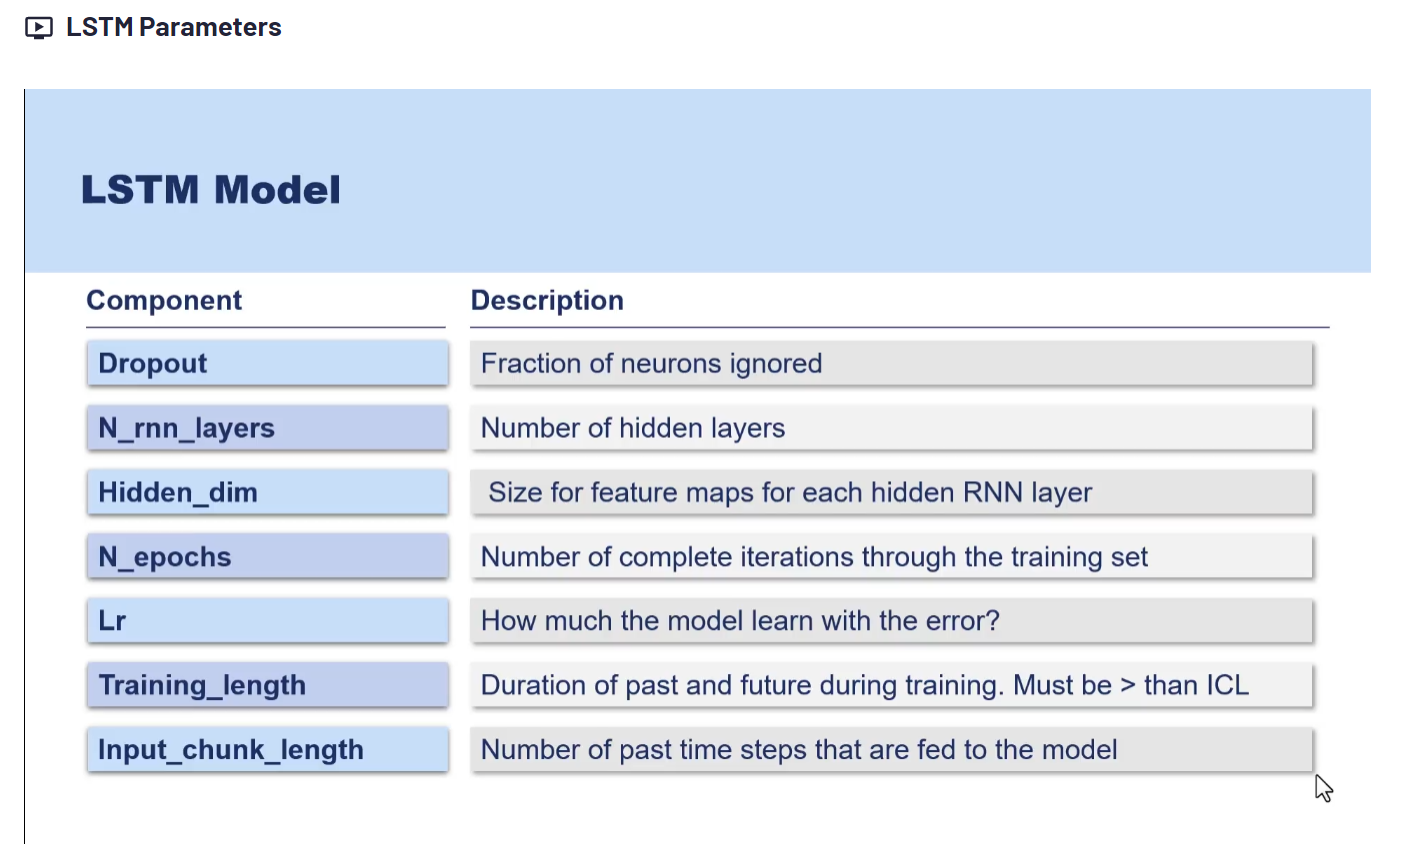 LSTM Parameters
LSTM Model
Component Description
Dropout Fraction of neurons ignored
N_rnn_layers Number of hidden layers
Hidden_dim Size for feature maps for each hidden RNN layer
N_epochs Number of complete iterations through the training set
Lr How much the model learn with the error?
Training_length Duration of past and future during training. Must be > than ICL
Input_chunk_length Number of past time steps that are fed to the model